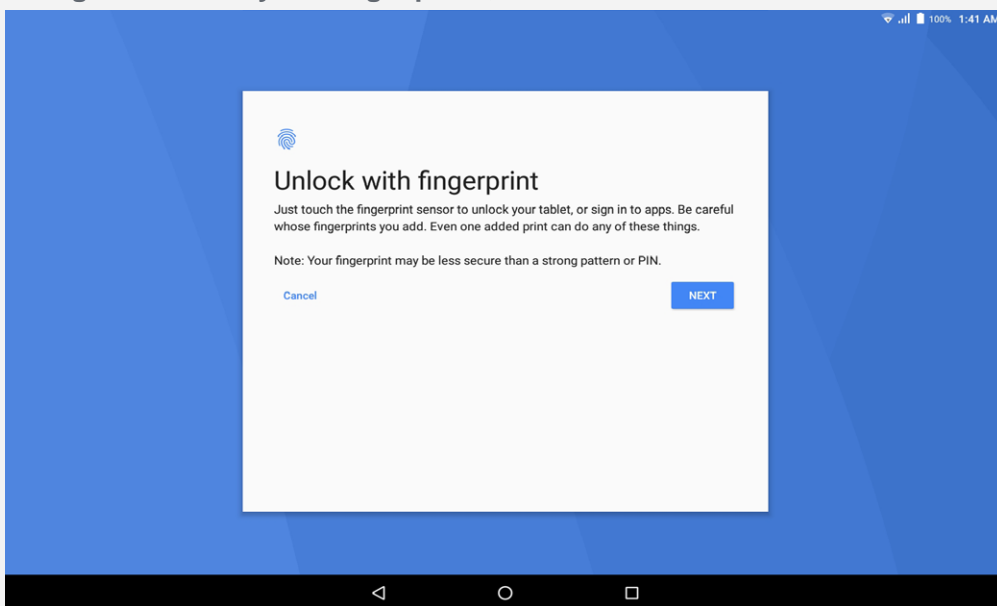 100% 1:41 AM
Unlock with fingerprint
Just touch the fingerprint sensor to unlock your tablet, or sign in to apps. Be careful
whose fingerprints you add. Even one added print can do any of these things.
Note: Your fingerprint may be less secure than a strong pattern or PIN.
Cancel
NEXT